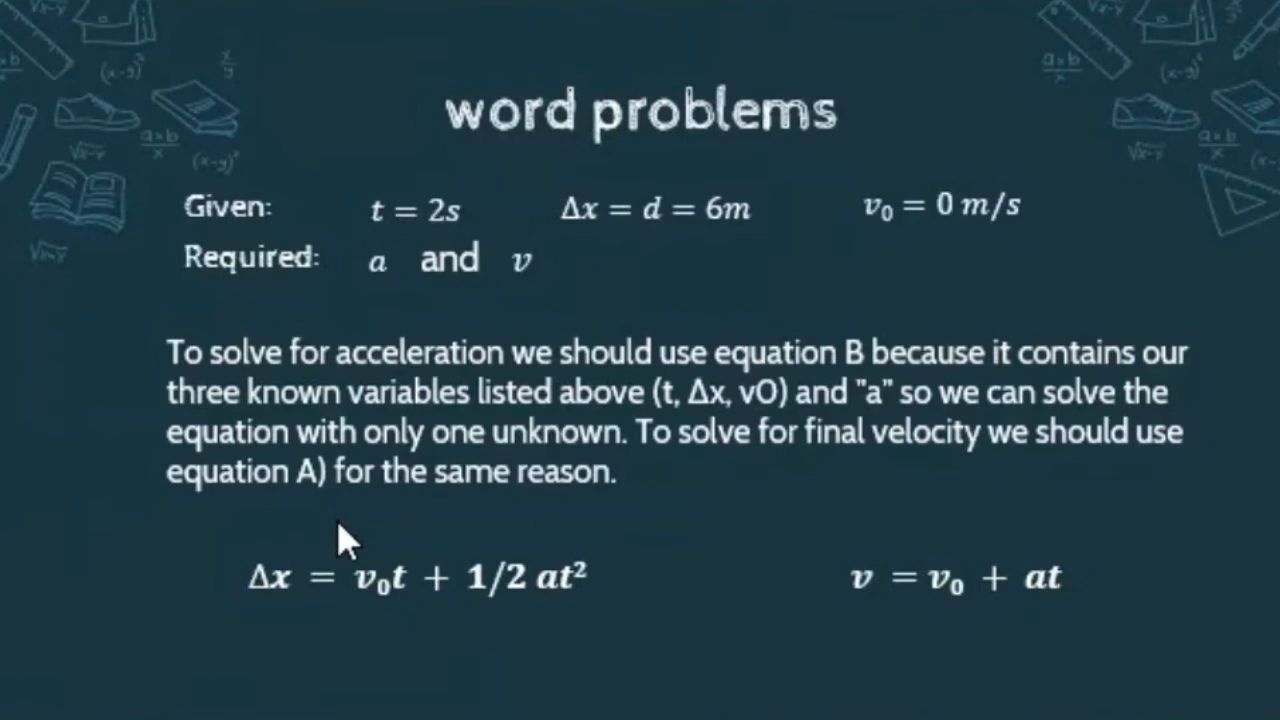 word problems
Given: t = 2s Δx = d = 6m v₀ = 0 m/s
Required: a and v
To solve for acceleration we should use equation B because it contains our
three known variables listed above (t, Δx, vO) and "a" so we can solve the
equation with only one unknown. To solve for final velocity we should use
equation A) for the same reason.
Δx = v₀t + 1/2 at² v = v₀ + at